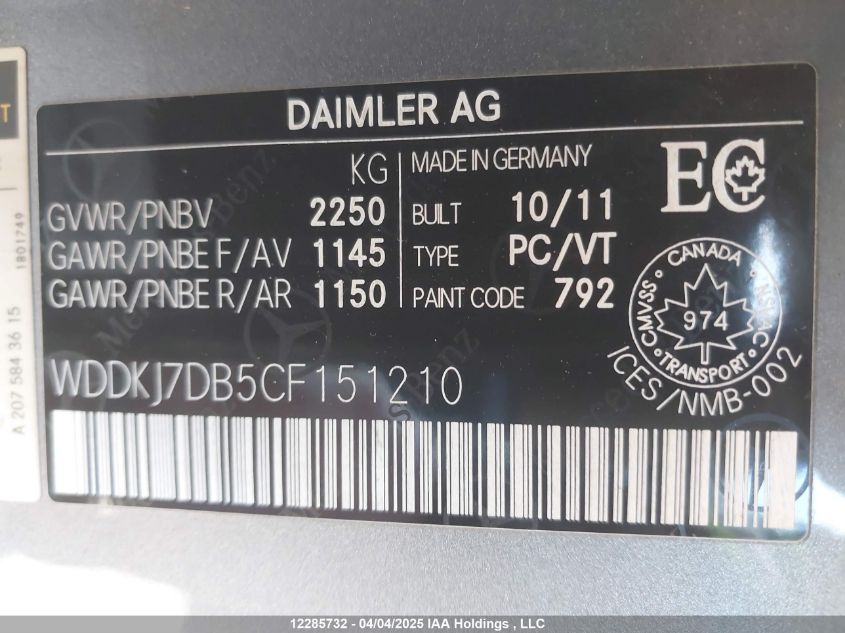 DAIMLER AG
KG
GVWR/PNBV 2250
GAWR/PNBE F/AV 1145
GAWR/PNBE R/AR 1150
MADE IN GERMANY
BUILT 10/11
TYPE PC/VT
PAINT CODE 792
EC
CANADA
CMVSS NSVAC
974
TRANSPORT
ICES/NMB-002
WDDKJ7DB5CF151210
T
1801749
A 207 584 36 15
Mercedes-Benz
12285732 - 04/04/2025 IAA Holdings , LLC